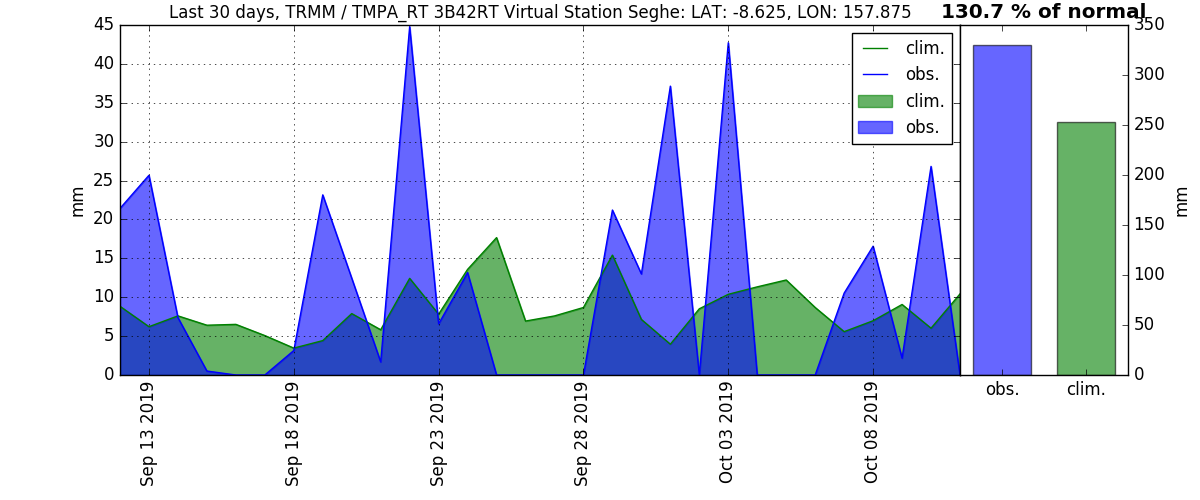 Last 30 days, TRMM / TMPA_RT 3B42RT Virtual Station Seghe: LAT: -8.625, LON: 157.875
130.7 % of normal
45
40
35
30
25
20
15
10
5
0
mm
clim.
obs.
clim.
obs.
Sep 13 2019
Sep 18 2019
Sep 23 2019
Sep 28 2019
Oct 03 2019
Oct 08 2019
350
300
250
200
150
100
50
0
mm
obs.
clim.